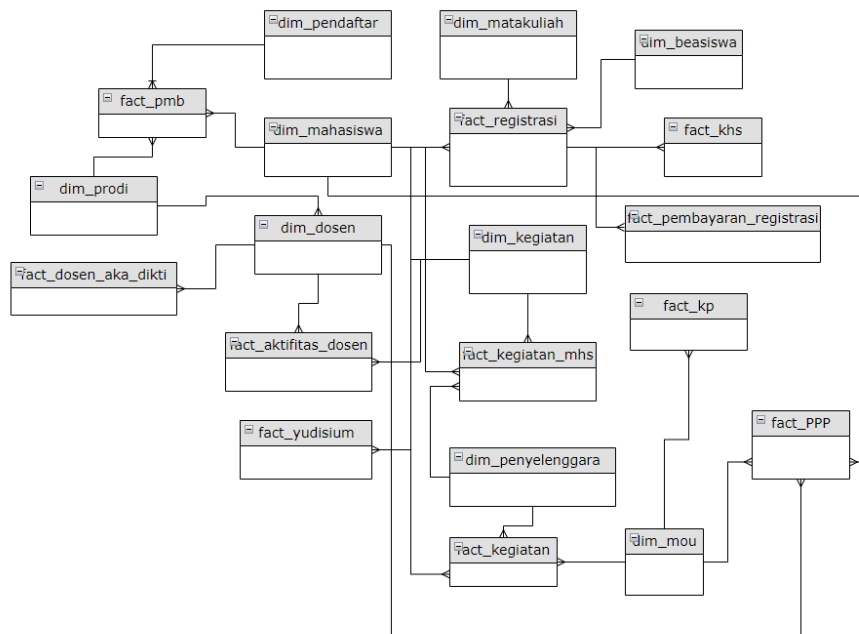 dim_pendaftar
dim_matakuliah
dim_beasiswa
fact_pmb
dim_mahasiswa
fact_registrasi
fact_khs
dim_prodi
dim_dosen
fact_pembayaran_registrasi
dim_kegiatan
fact_dosen_aka_dikti
fact_kp
fact_aktifitas_dosen
fact_kegiatan_mhs
fact_PPP
fact_yudisium
dim_penyelenggara
fact_kegiatan
dim_mou